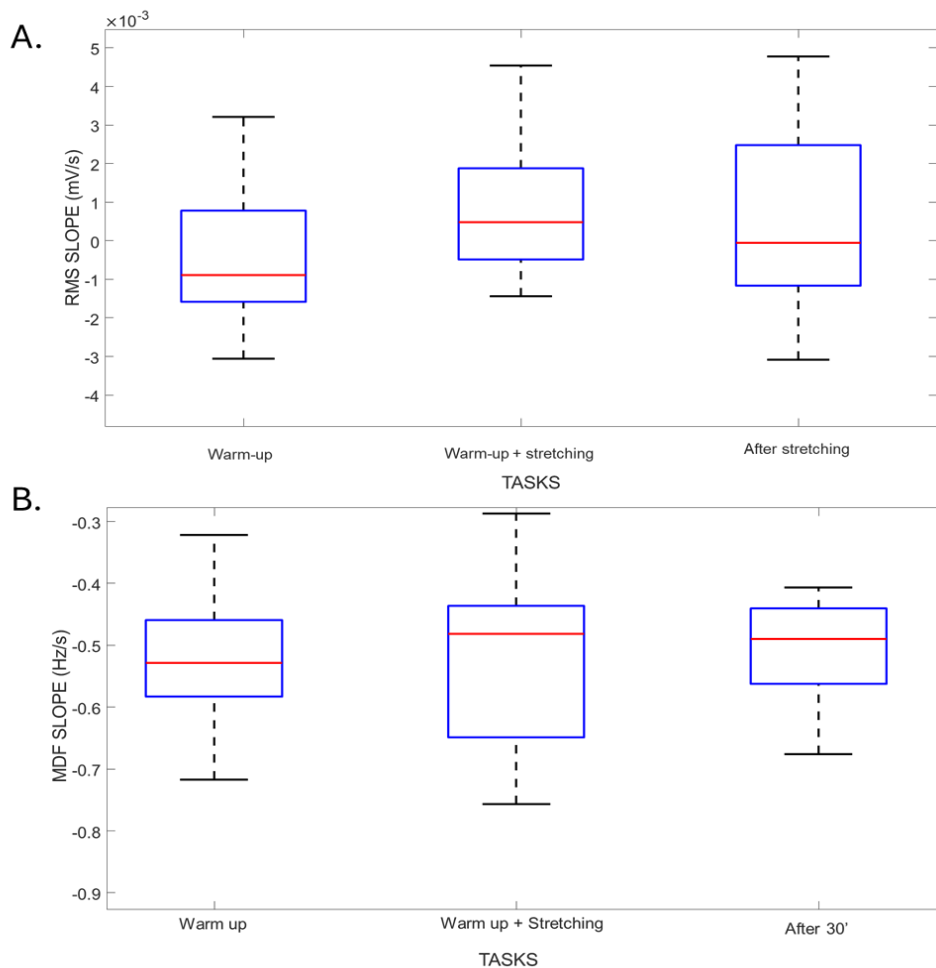 A.
×10⁻³
5
4
3
2
1
0
-1
-2
-3
-4
RMS SLOPE (mV/s)
Warm-up Warm-up + stretching After stretching
TASKS
B.
-0.3
-0.4
-0.5
-0.6
-0.7
-0.8
-0.9
MDF SLOPE (Hz/s)
Warm up Warm up + Stretching After 30'
TASKS